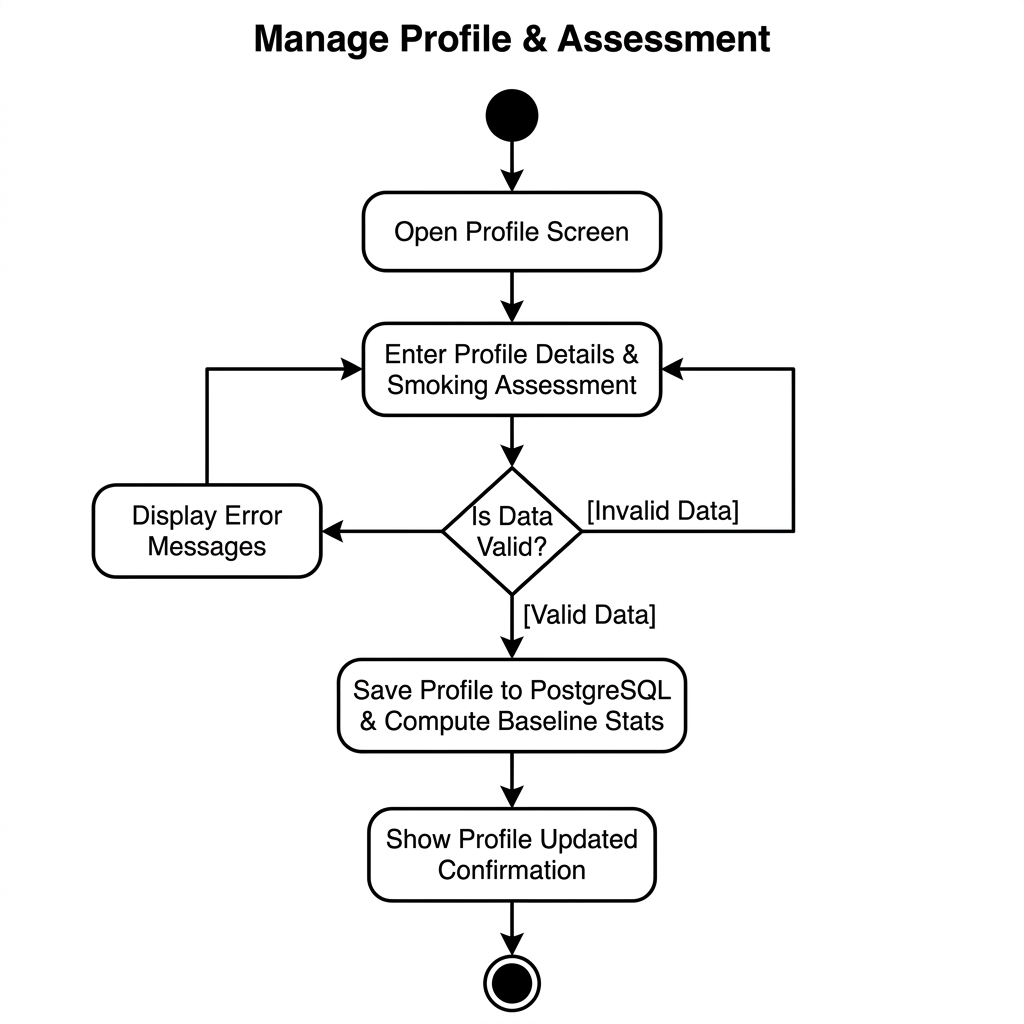 Manage Profile & Assessment
Open Profile Screen
Enter Profile Details &
Smoking Assessment
Display Error
Messages
Is Data
Valid?
[Invalid Data]
[Valid Data]
Save Profile to PostgreSQL
& Compute Baseline Stats
Show Profile Updated
Confirmation